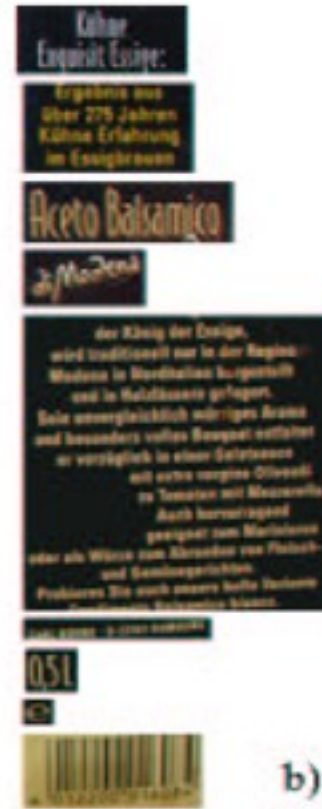 Kühne
Exquisit Essige:
Ergebnis aus
über 275 Jahren
Kühne Erfahrung
im Essigbrauen
Aceto Balsamico
di Modena
der König der Essige,
wird traditionell nur in der Region
Modena in Norditalien hergestellt
und in Holzfässern gelagert.
Sein unvergleichlich würziges Aroma
und besonders volles Bouquet entfaltet
er vorzüglich in einer Salatsauce
mit extra vergine Olivenöl
zu Tomaten mit Mozzarella
Auch hervorragend
geeignet zum Marinieren
oder als Würze zum Abrunden von Fleisch-
und Gemüsegerichten.
Probieren Sie auch unsere helle Variante
bianco.
0,5 L
b)